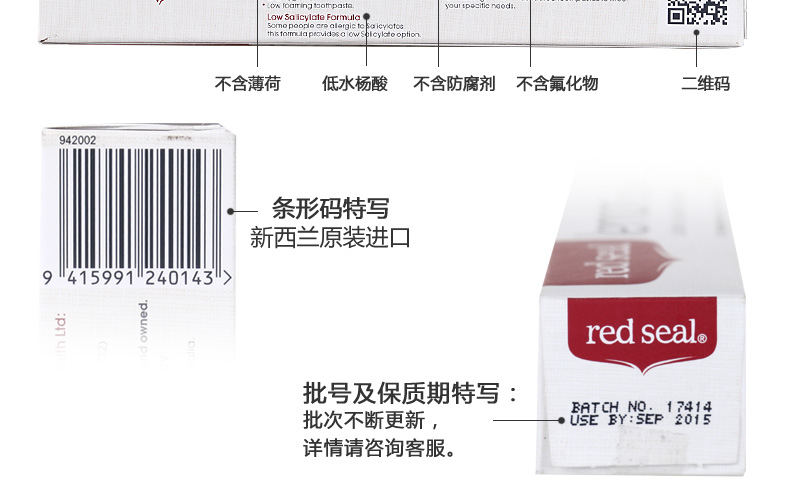 Low foaming toothpaste.
your specific needs.
Low Salicylate Formula
Some people are allergic to Salicylates
this formula provides a low Salicylate option.
不含薄荷 低水杨酸 不含防腐剂 不含氟化物 二维码
942002
9 415991 240143 >
条形码特写
新西兰原装进口
d owned.
th Ltd:
red seal
red seal®
批号及保质期特写：
批次不断更新，
详情请咨询客服。
BATCH NO. 17414
USE BY:SEP 2015